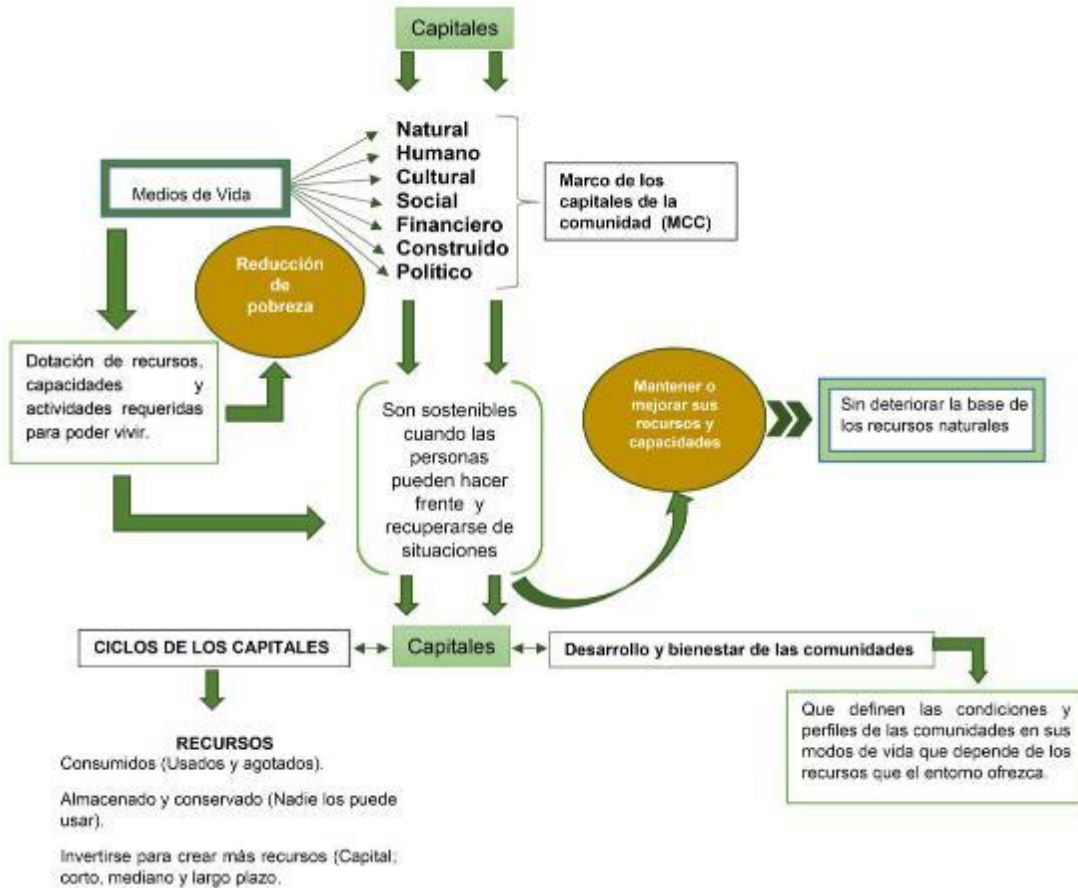 Capitales
Natural
Humano
Cultural
Social
Financiero
Construido
Político
Medios de Vida
Marco de los
capitales de la
comunidad (MCC)
Reducción
de
pobreza
Dotación de recursos,
capacidades y
actividades requeridas
para poder vivir.
Son sostenibles
cuando las
personas
pueden hacer
frente y
recuperarse de
situaciones
Mantener o
mejorar sus
recursos y
capacidades
Sin deteriorar la base de
los recursos naturales
CICLOS DE LOS CAPITALES
Capitales
Desarrollo y bienestar de las comunidades
Que definen las condiciones y
perfiles de las comunidades en sus
modos de vida que depende de los
recursos que el entorno ofrezca.
RECURSOS
Consumidos (Usados y agotados).
Almacenado y conservado (Nadie los puede
usar).
Invertirse para crear más recursos (Capital;
corto, mediano y largo plazo.